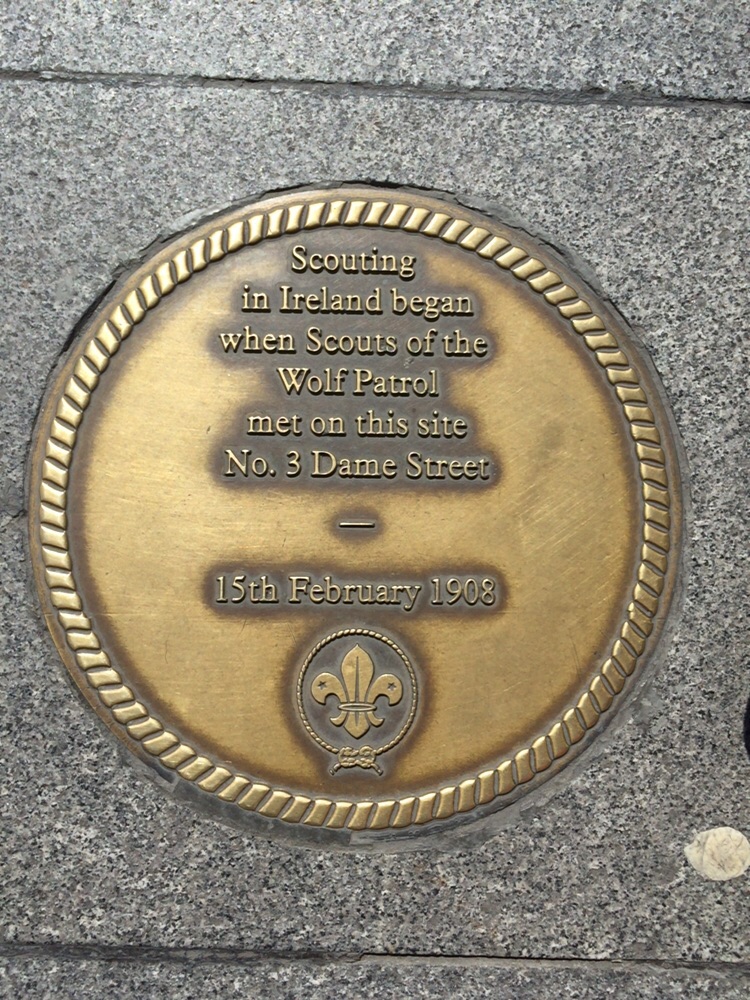 Scouting
in Ireland began
when Scouts of the
Wolf Patrol
met on this site
No. 3 Dame Street
—
15th February 1908